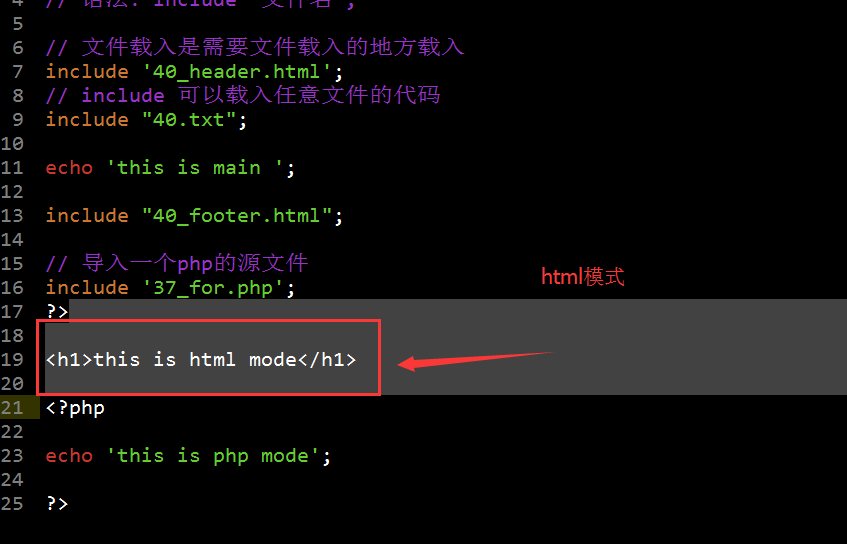 4 // 语法: include '文件名';
5
6 // 文件载入是需要文件载入的地方载入
7 include '40_header.html';
8 // include 可以载入任意文件的代码
9 include "40.txt";
10
11 echo 'this is main ';
12
13 include "40_footer.html";
14
15 // 导入一个php的源文件
16 include '37_for.php';
html模式
17 ?>
18
19 <h1>this is html mode</h1>
20
21 <?php
22
23 echo 'this is php mode';
24
25 ?>